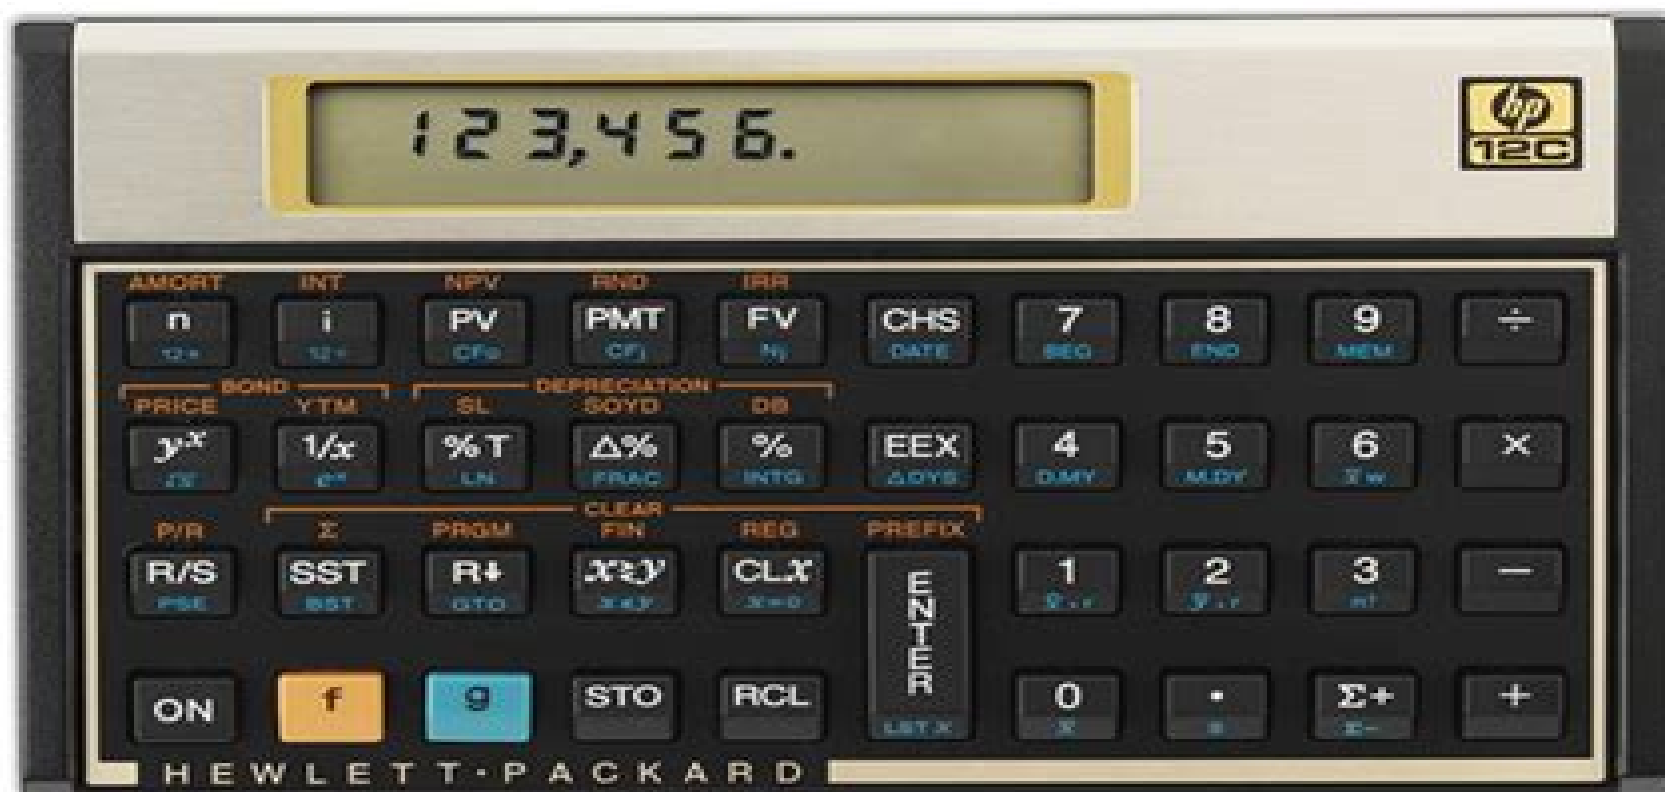 123,456.
hp
12C
AMORT INT NPV RND IRR
n i PV PMT FV CHS 7 8 9 ÷
12× 12÷ CFo CFj Nj DATE BEG END MEM
BOND DEPRECIATION
PRICE YTM SL SOYD DB
yˣ 1/x %T Δ% % EEX 4 5 6 ×
√x eˣ LN FRAC INTG ΔDYS D.MY M.DY x̄w
CLEAR
P/R Σ PRGM FIN REG PREFIX
R/S SST R↓ x≷y CLx ENTER 1 2 3 −
PSE BST GTO x≤y x=0 x̂,r ŷ,r n!
ON f g STO RCL 0 • Σ+ +
LST X x̄ s Σ−
HEWLETT·PACKARD